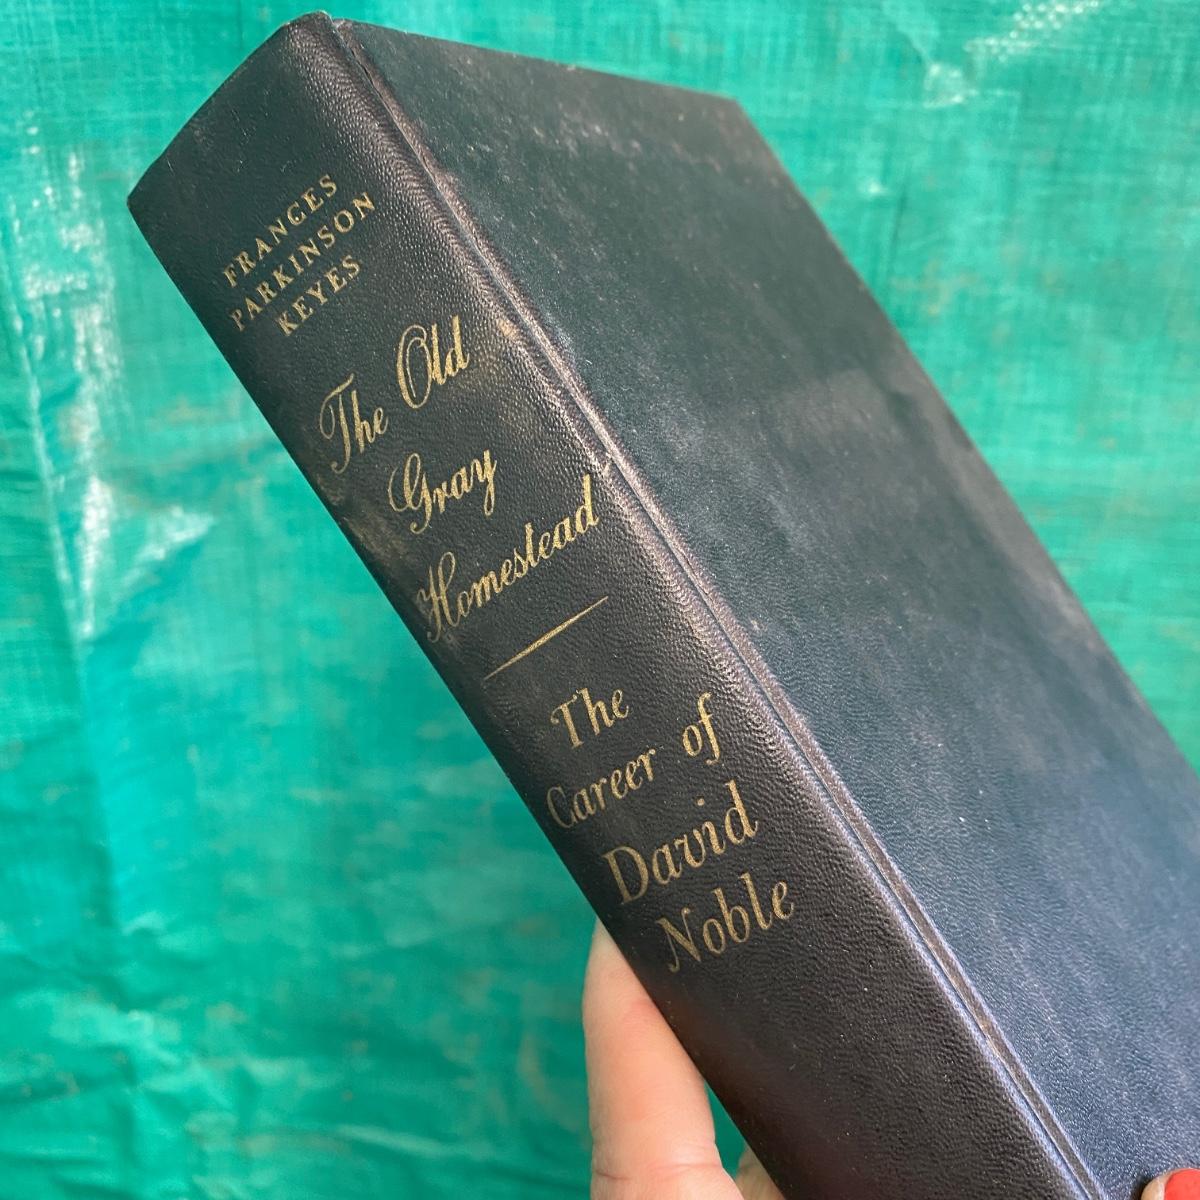 FRANCES
PARKINSON
KEYES
The Old
Gray
Homestead
The
Career of
David
Noble